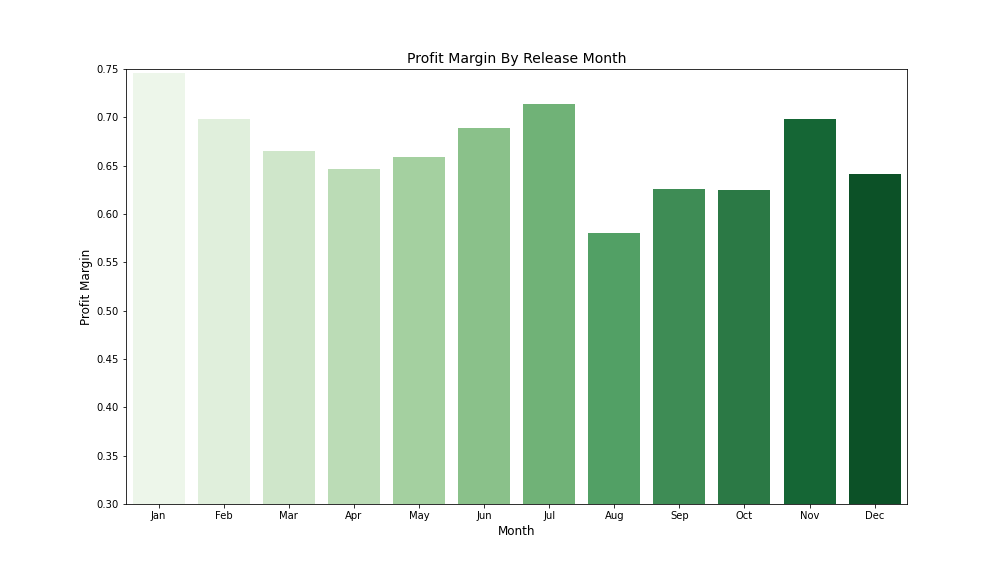 Profit Margin By Release Month
0.75
0.70
0.65
0.60
0.55
0.50
0.45
0.40
0.35
0.30
Profit Margin
Jan Feb Mar Apr May Jun Jul Aug Sep Oct Nov Dec
Month